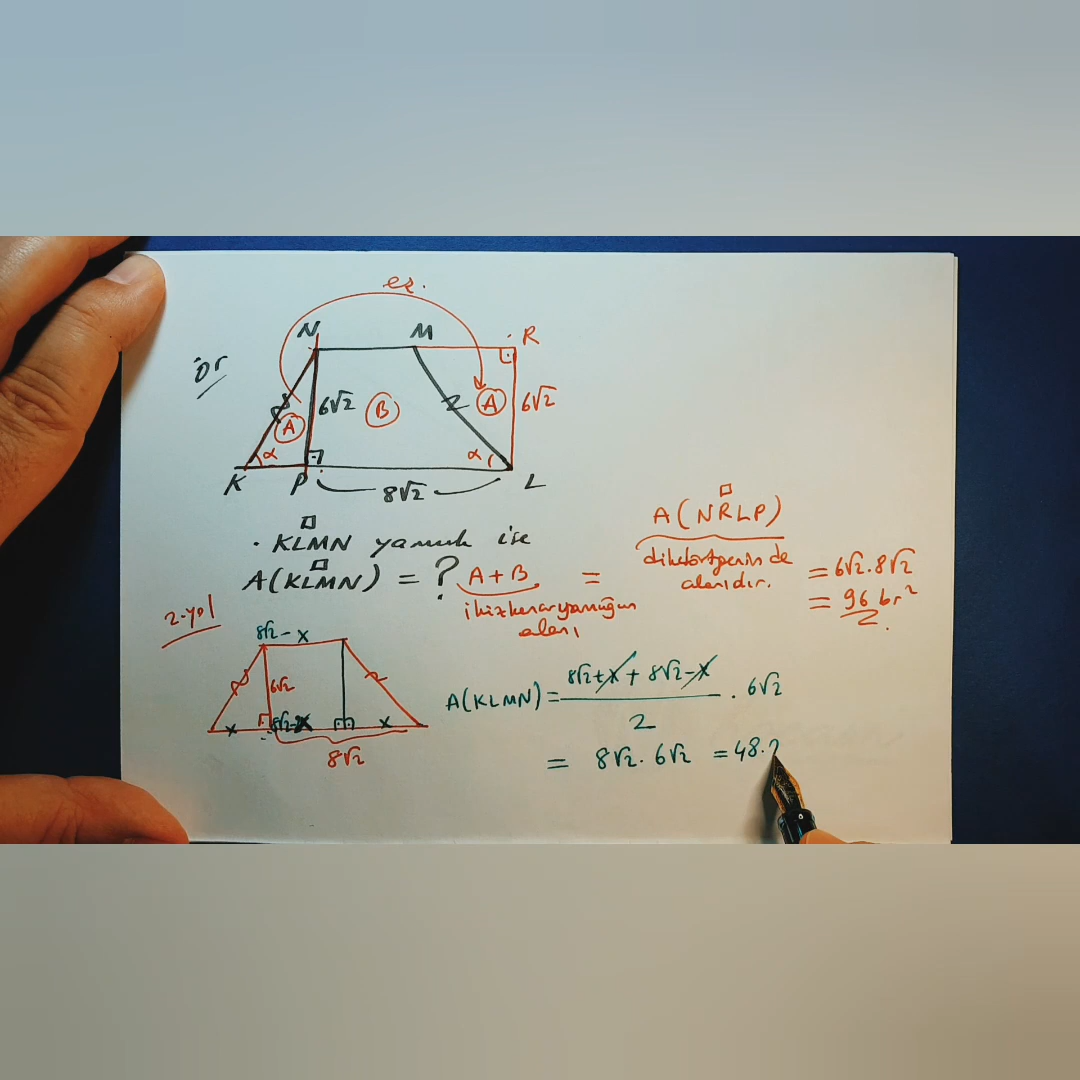 ör
eş.
N M R
A 6√2 B A 6√2
α α
K P 8√2 L
. KLMN yamuk ise
A(KLMN) = ? A+B = A(NRLP) = 6√2.8√2
ikizkenar yamuğun alanı
dikdörtgenin de alanıdır.
= 96 br²
2.yol
8√2-x
6√2
x 8√2-2x x
8√2
A(KLMN) = 8√2+x + 8√2-x / 2 . 6√2
= 8√2. 6√2 = 48.2